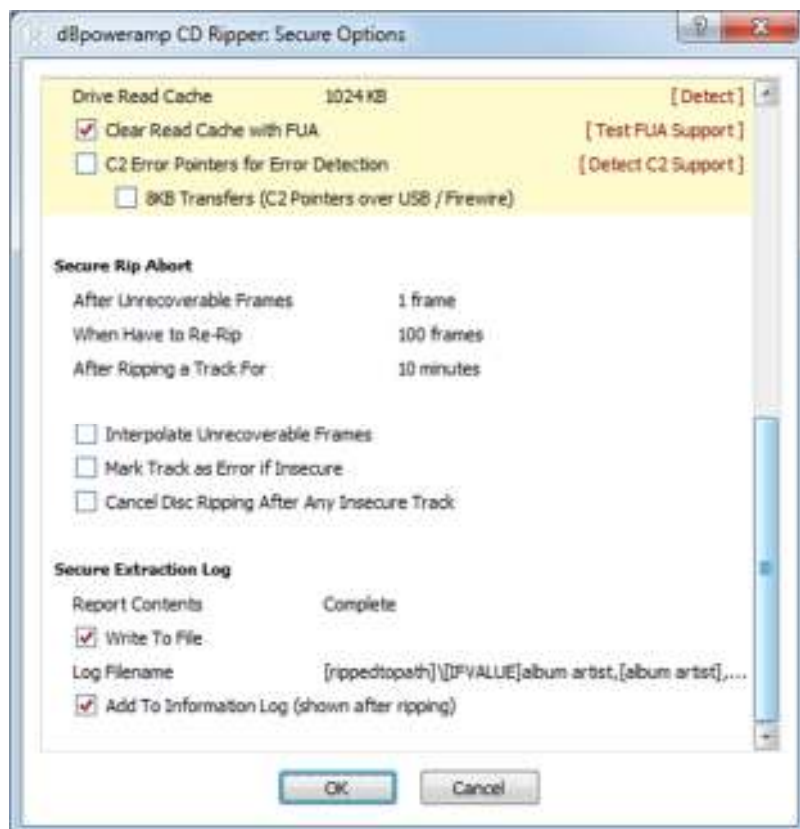 dBpoweramp CD Ripper: Secure Options
Drive Read Cache 1024 KB [ Detect ]
Clear Read Cache with FUA [ Test FUA Support ]
C2 Error Pointers for Error Detection [ Detect C2 Support ]
8KB Transfers (C2 Pointers over USB / Firewire)
Secure Rip Abort
After Unrecoverable Frames 1 frame
When Have to Re-Rip 100 frames
After Ripping a Track For 10 minutes
Interpolate Unrecoverable Frames
Mark Track as Error if Insecure
Cancel Disc Ripping After Any Insecure Track
Secure Extraction Log
Report Contents Complete
Write To File
Log Filename [rippedtopath]\[IFVALUE]album artist,[album artist],...
Add To Information Log (shown after ripping)
OK Cancel